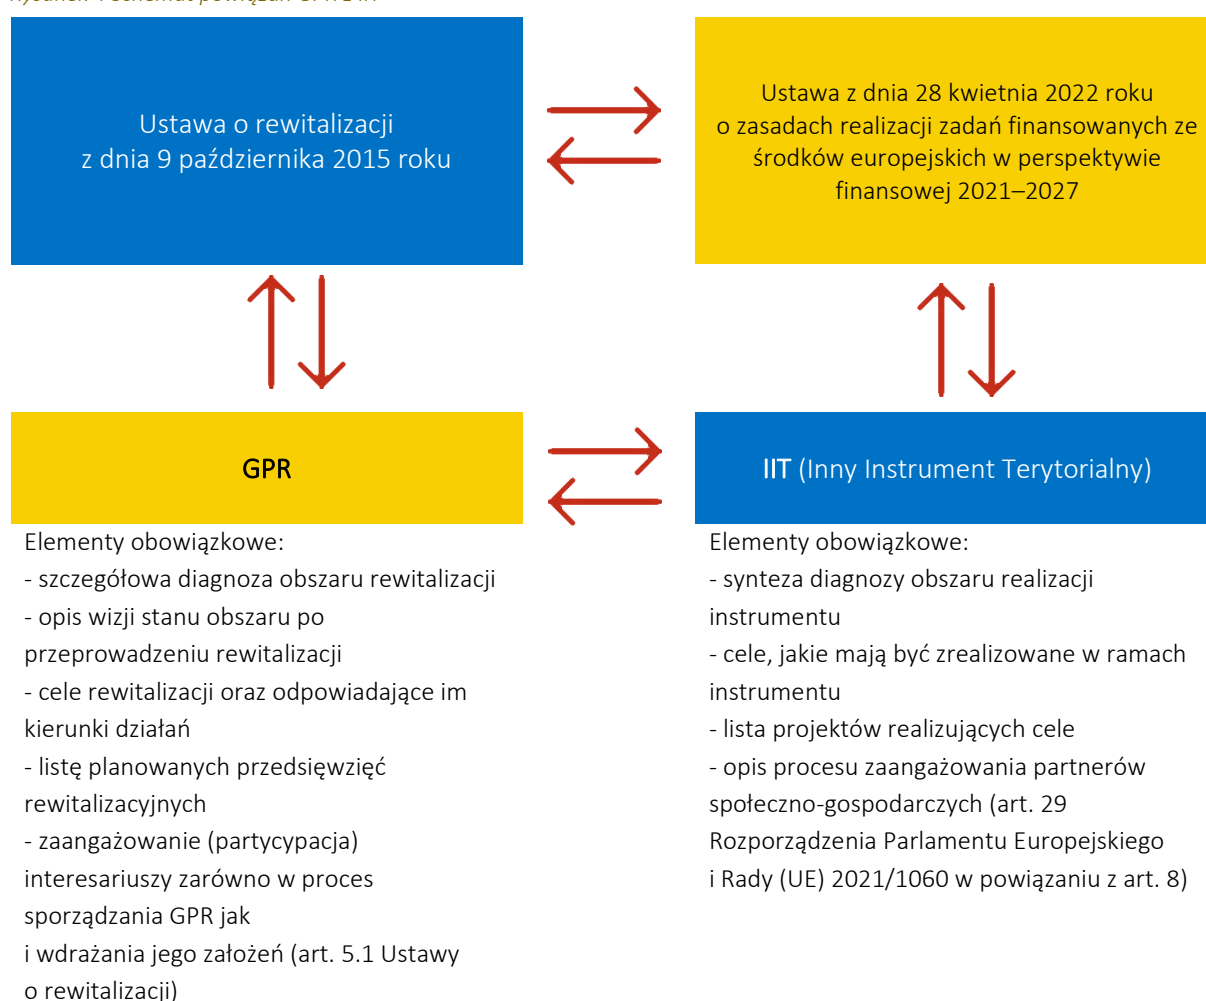 Ustawa o rewitalizacji
z dnia 9 października 2015 roku
Ustawa z dnia 28 kwietnia 2022 roku
o zasadach realizacji zadań finansowanych ze
środków europejskich w perspektywie
finansowej 2021–2027
GPR
IIT (Inny Instrument Terytorialny)
Elementy obowiązkowe:
- szczegółowa diagnoza obszaru rewitalizacji
- opis wizji stanu obszaru po
przeprowadzeniu rewitalizacji
- cele rewitalizacji oraz odpowiadające im
kierunki działań
- listę planowanych przedsięwzięć
rewitalizacyjnych
- zaangażowanie (partycypacja)
interesariuszy zarówno w proces
sporządzania GPR jak
i wdrażania jego założeń (art. 5.1 Ustawy
o rewitalizacji)
Elementy obowiązkowe:
- synteza diagnozy obszaru realizacji
instrumentu
- cele, jakie mają być zrealizowane w ramach
instrumentu
- lista projektów realizujących cele
- opis procesu zaangażowania partnerów
społeczno-gospodarczych (art. 29
Rozporządzenia Parlamentu Europejskiego
i Rady (UE) 2021/1060 w powiązaniu z art. 8)